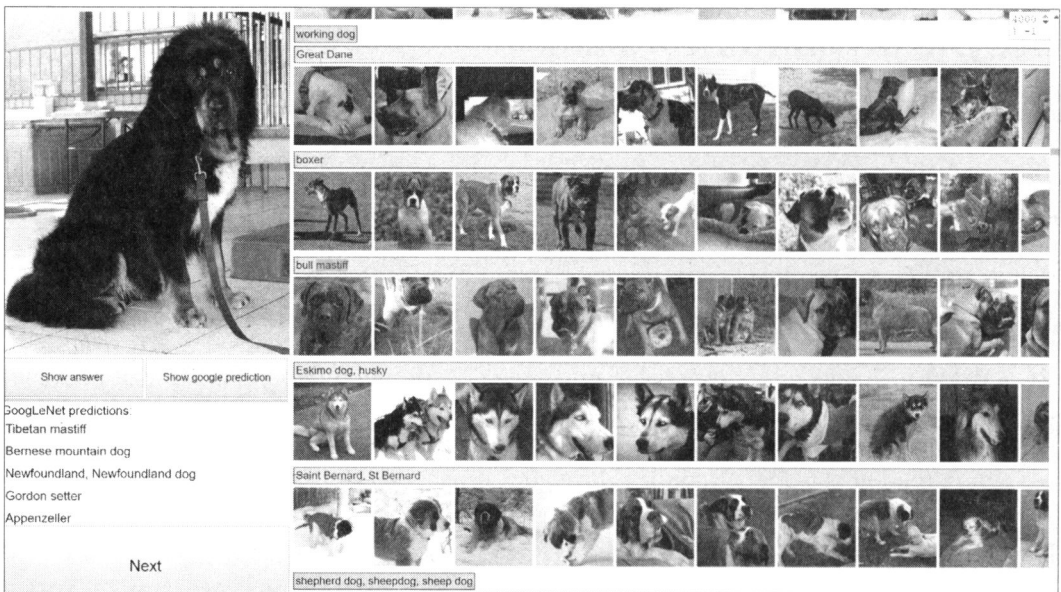 working dog
Great Dane
boxer
bull mastiff
Eskimo dog, husky
Saint Bernard, St Bernard
shepherd dog, sheepdog, sheep dog
Show answer
Show google prediction
GoogLeNet predictions:
Tibetan mastiff
Bernese mountain dog
Newfoundland, Newfoundland dog
Gordon setter
Appenzeller
Next